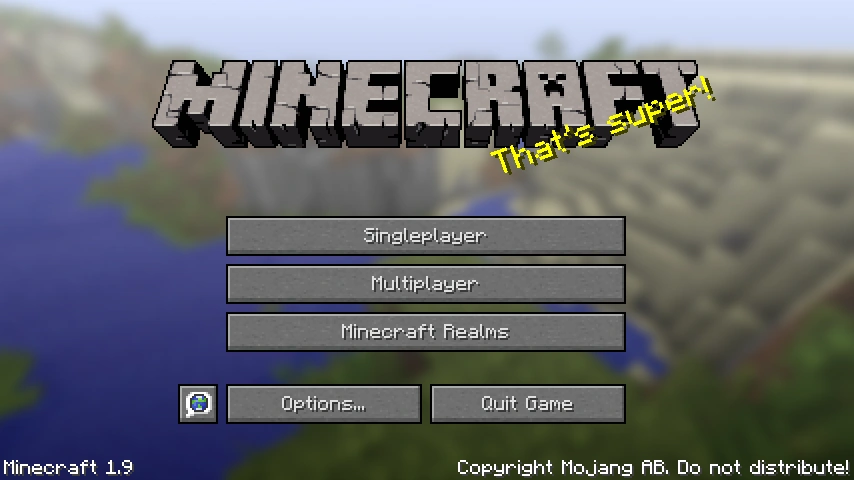 MINECRAFT
That's super!
Singleplayer
Multiplayer
Minecraft Realms
Options...
Quit Game
Minecraft 1.9
Copyright Mojang AB. Do not distribute!